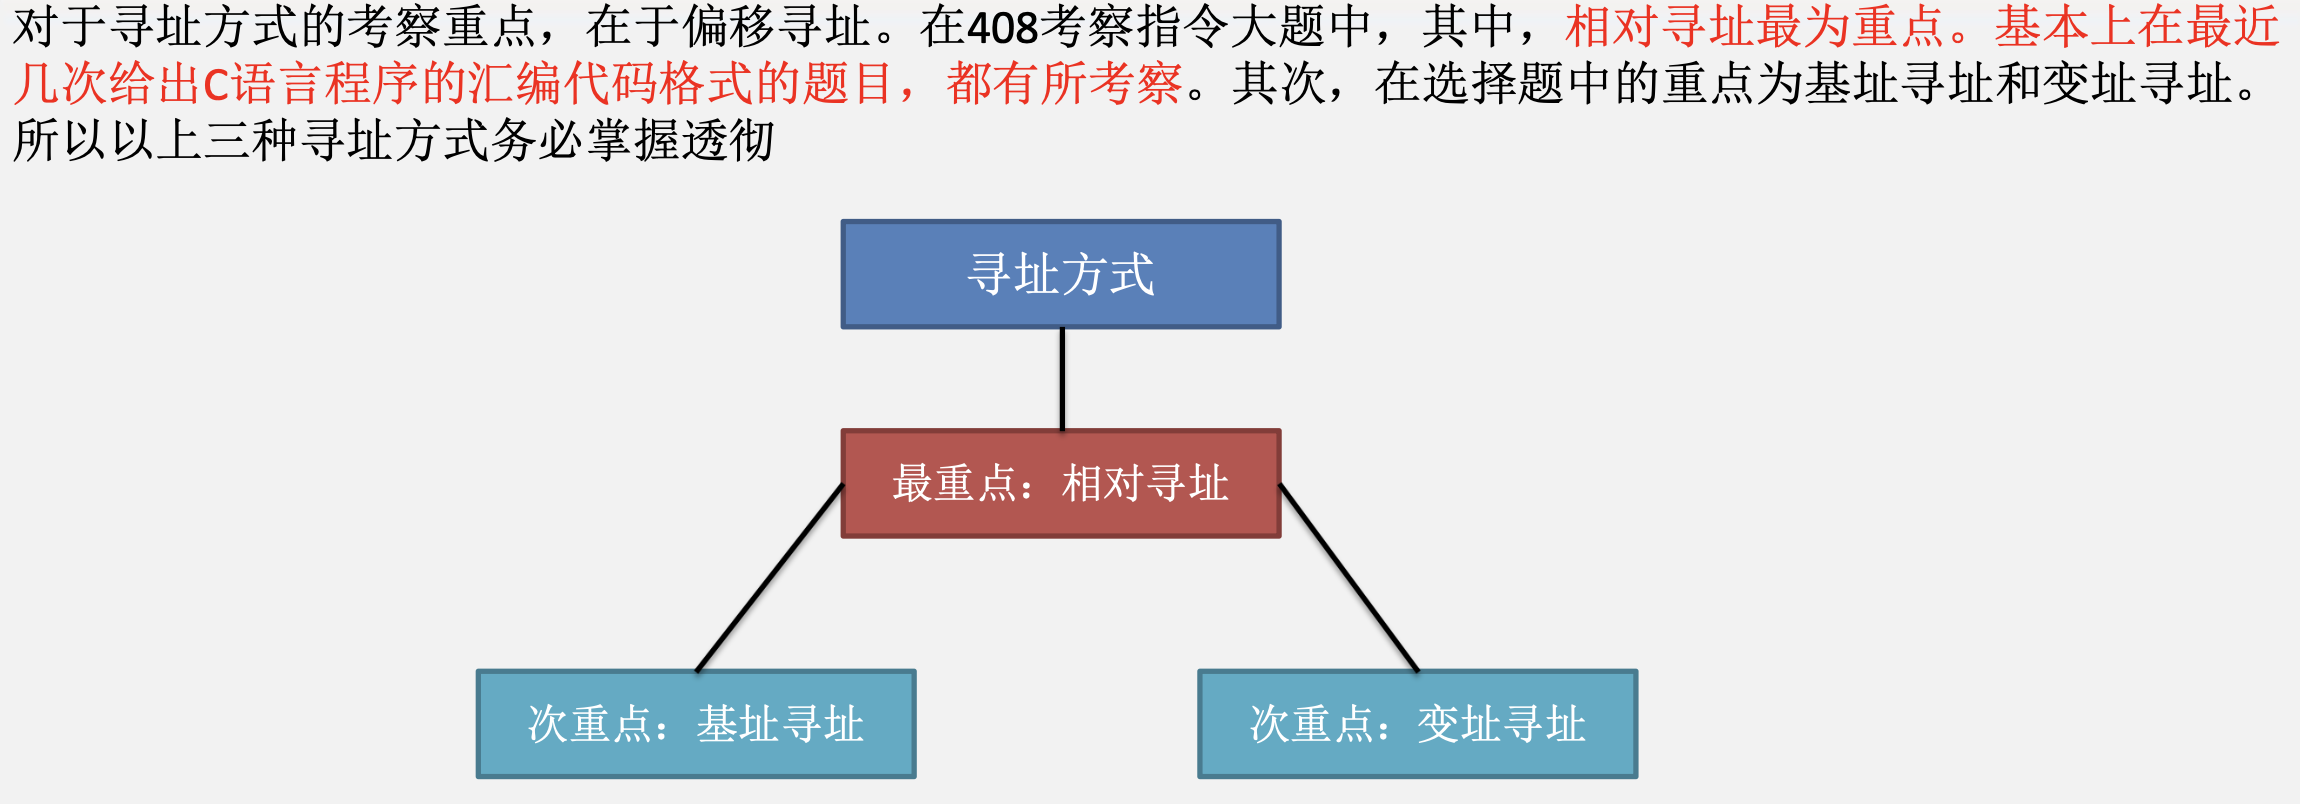 对于寻址方式的考察重点，在于偏移寻址。在408考察指令大题中，其中，相对寻址最为重点。基本上在最近
几次给出C语言程序的汇编代码格式的题目，都有所考察。其次，在选择题中的重点为基址寻址和变址寻址。
所以以上三种寻址方式务必掌握透彻
寻址方式
最重点：相对寻址
次重点：基址寻址
次重点：变址寻址